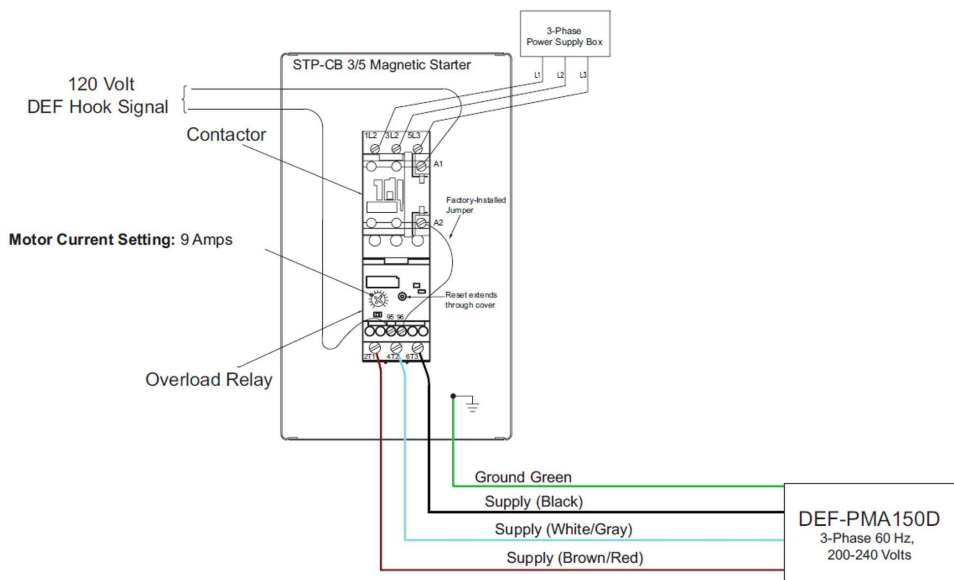 3-Phase
Power Supply Box
L1 L2 L3
STP-CB 3/5 Magnetic Starter
120 Volt
DEF Hook Signal
Contactor
1L2 3L2 5L3
A1
Factory-Installed
Jumper
A2
Motor Current Setting: 9 Amps
Reset extends
through cover
95 96
2T1 4T2 6T3
Overload Relay
Ground Green
Supply (Black)
Supply (White/Gray)
Supply (Brown/Red)
DEF-PMA150D
3-Phase 60 Hz,
200-240 Volts